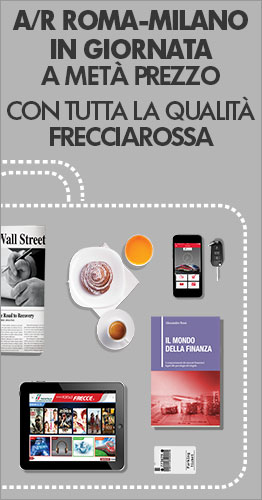 A/R ROMA-MILANO
IN GIORNATA
A METÀ PREZZO
CON TUTTA LA QUALITÀ
FRECCIAROSSA
Wall Street
Road to Recovery
IL MONDO
DELLA FINANZA
FRECCE